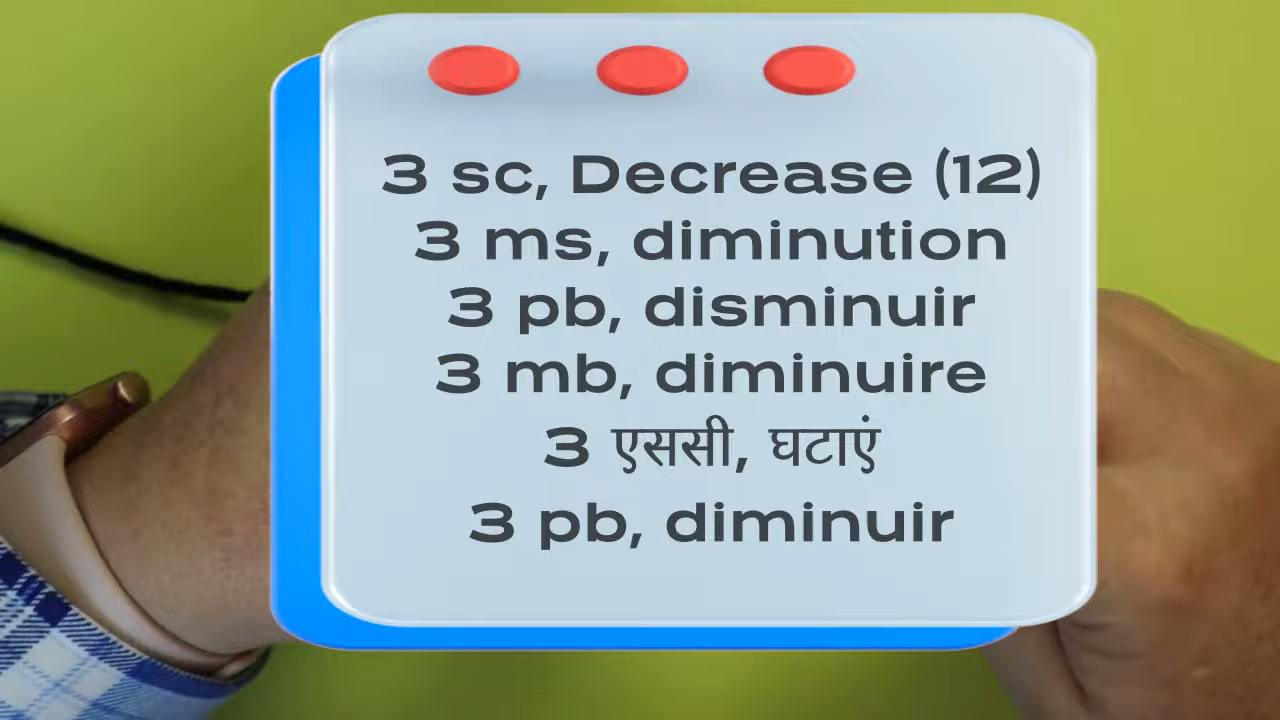 3 sc, Decrease (12)
3 ms, diminution
3 pb, disminuir
3 mb, diminuire
3 एससी, घटाएं
3 pb, diminuir